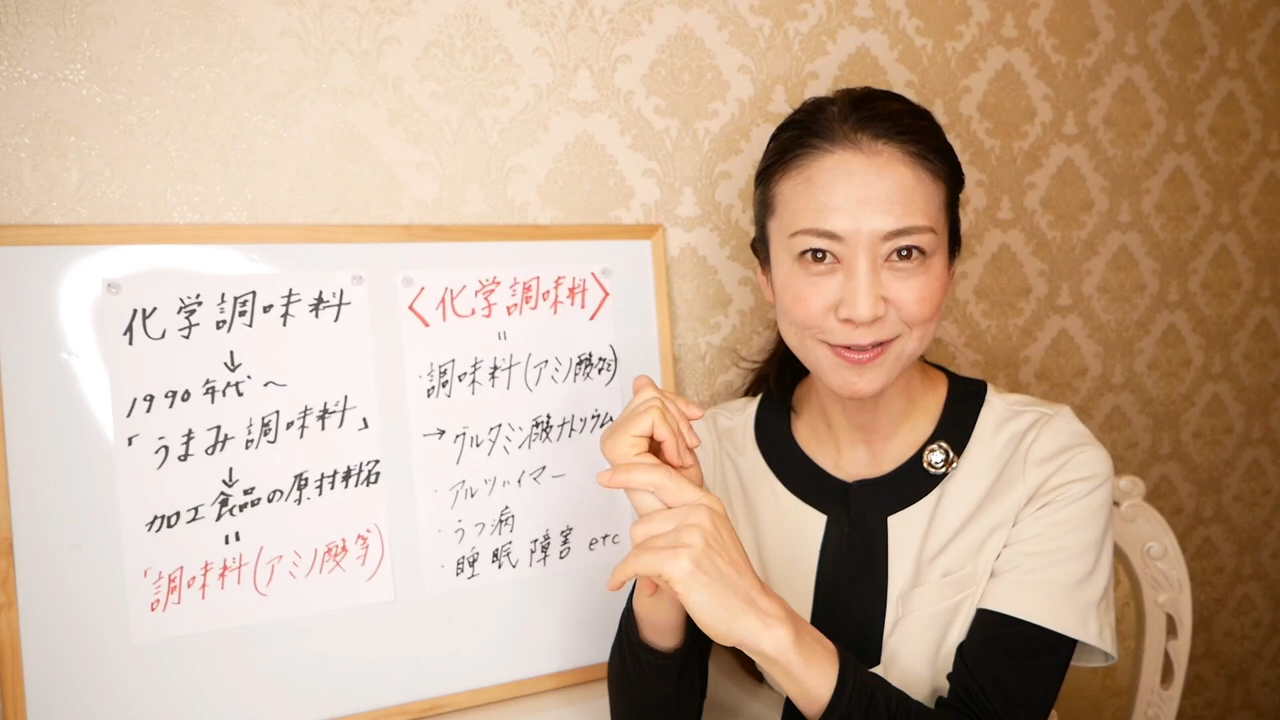 化学調味料
↓
1990年代〜
「うまみ調味料」
↓
加工食品の原材料名
=
「調味料(アミノ酸等)
〈化学調味料〉
=
・調味料(アミノ酸など)
→グルタミン酸ナトリウム
・アルツハイマー
・うつ病
・睡眠障害 etc